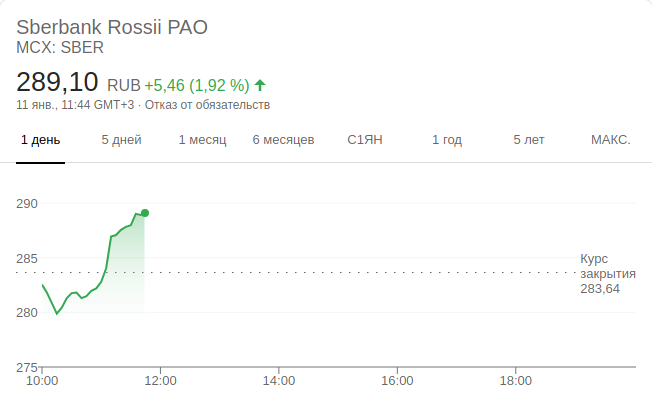 Sberbank Rossii PAO
MCX: SBER
289,10 RUB +5,46 (1,92 %)
11 янв., 11:44 GMT+3 · Отказ от обязательств
1 день 5 дней 1 месяц 6 месяцев С1ЯН 1 год 5 лет МАКС.
290
285
280
275
Курс
закрытия
283,64
10:00 12:00 14:00 16:00 18:00